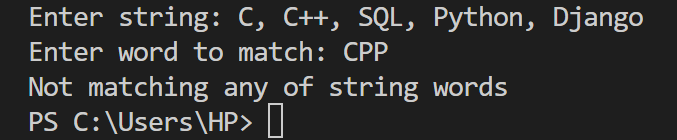 Enter string: C, C++, SQL, Python, Django
Enter word to match: CPP
Not matching any of string words
PS C:\Users\HP>